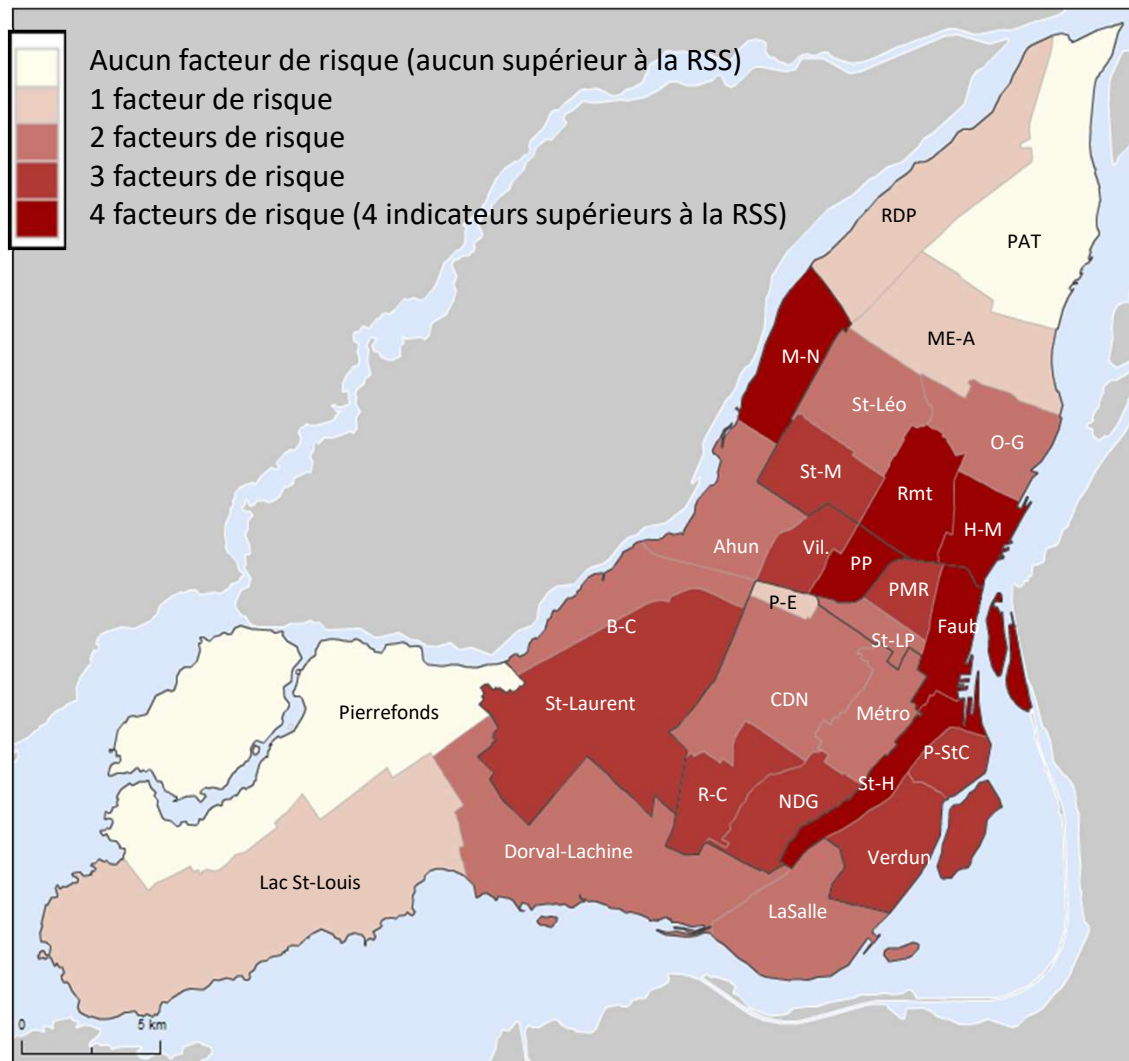 Aucun facteur de risque (aucun supérieur à la RSS)
1 facteur de risque
2 facteurs de risque
3 facteurs de risque
4 facteurs de risque (4 indicateurs supérieurs à la RSS)
RDP
PAT
ME-A
M-N
St-Léo
O-G
St-M
Rmt
H-M
Ahun
Vil.
PP
PMR
P-E
B-C
St-LP
Faub
St-Laurent
CDN
Métro
Pierrefonds
P-StC
St-H
R-C
NDG
Dorval-Lachine
Verdun
Lac St-Louis
LaSalle
0 5 km